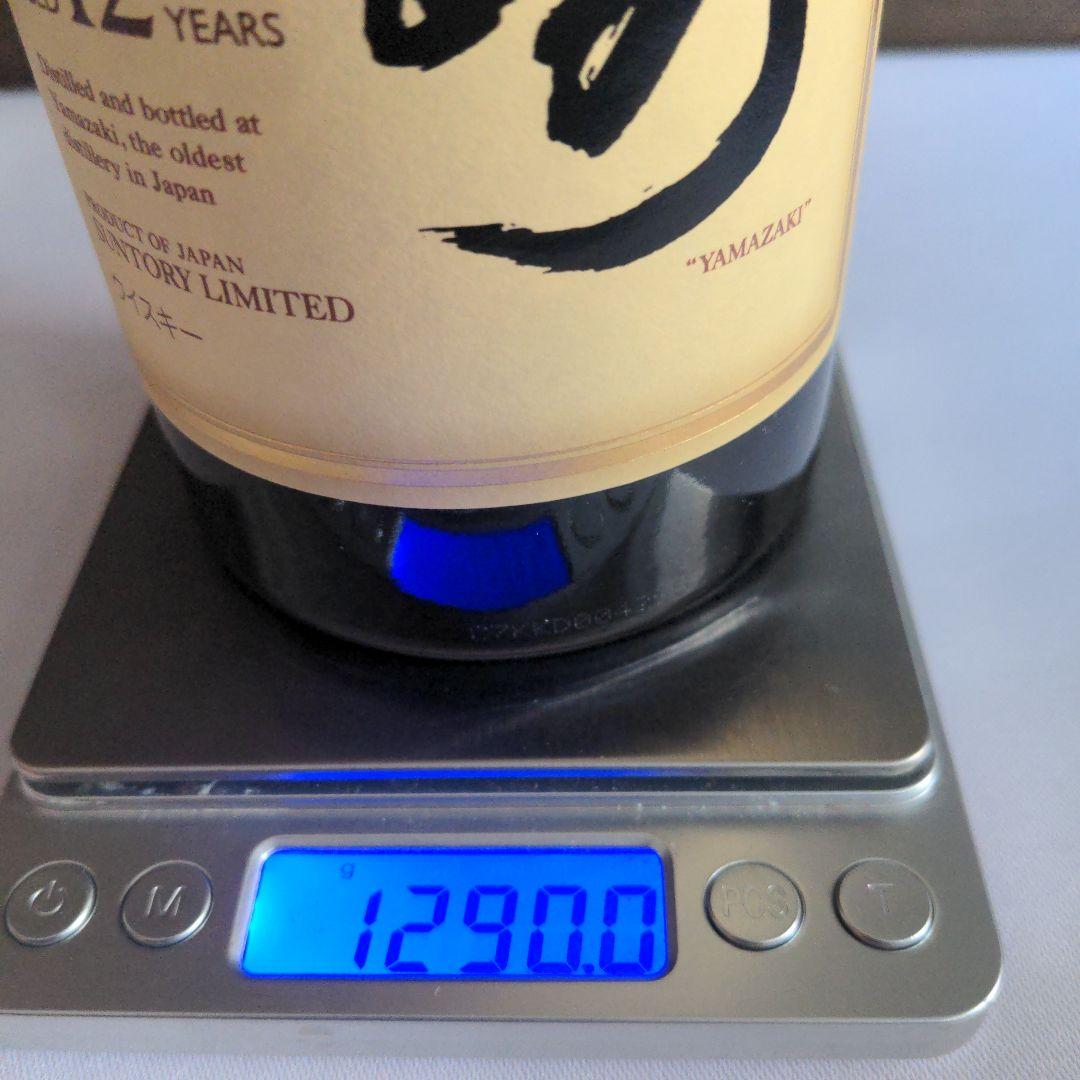 12 YEARS
Distilled and bottled at
Yamazaki, the oldest
distillery in Japan
PRODUCT OF JAPAN
SUNTORY LIMITED
ウイスキー
"YAMAZAKI"
g
1290.0
M
PCS
T